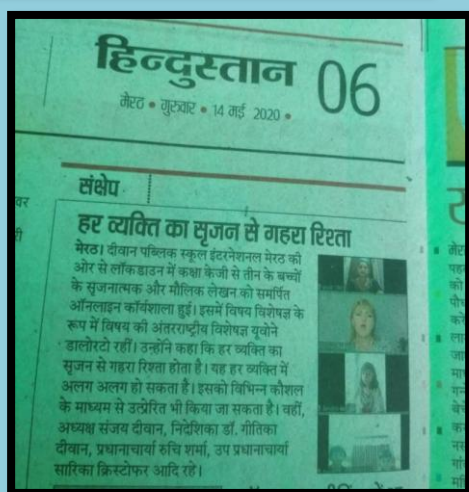 हिन्दुस्तान 06
मेरठ • गुरुवार • 14 मई 2020 •
संक्षेप
हर व्यक्ति का सृजन से गहरा रिश्ता
मेरठ। दीवान पब्लिक स्कूल इंटरनेशनल मेरठ की
ओर से लॉकडाउन में कक्षा केजी से तीन के बच्चों
के सृजनात्मक और मौलिक लेखन को समर्पित
ऑनलाइन कॉर्यशाला हुई। इसमें विषय विशेषज्ञ के
रूप में विषय की अंतरराष्ट्रीय विशेषज्ञ यूवोने
डालोरटो रहीं। उन्होंने कहा कि हर व्यक्ति का
सृजन से गहरा रिश्ता होता है। यह हर व्यक्ति में
अलग अलग हो सकता है। इसको विभिन्न कौशल
के माध्यम से उत्प्रेरित भी किया जा सकता है। वहीं,
अध्यक्ष संजय दीवान, निदेशिका डॉ. गीतिका
दीवान, प्रधानाचार्या रुचि शर्मा, उप प्रधानाचार्या
सारिका क्रिस्टोफर आदि रहे।